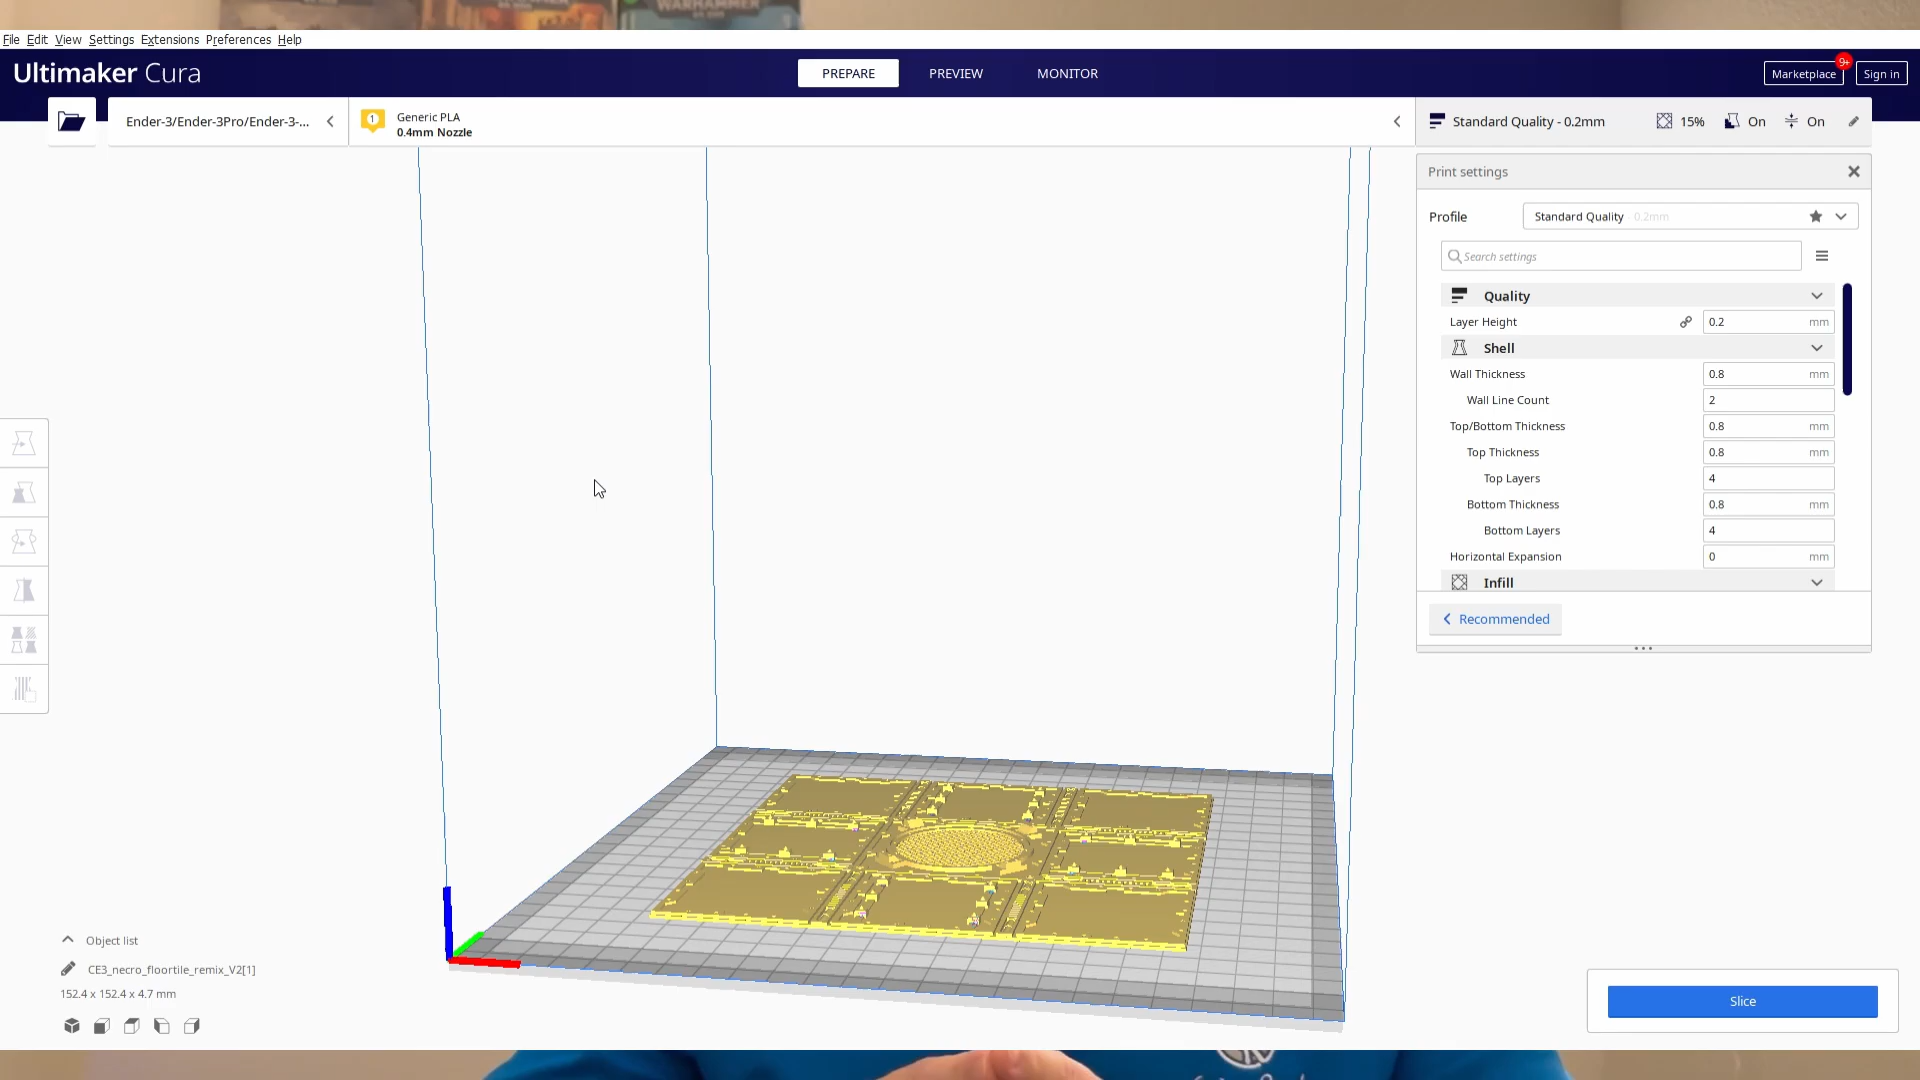 WARHAMMER
File Edit View Settings Extensions Preferences Help
Ultimaker Cura
PREPARE PREVIEW MONITOR
Marketplace 9+ Sign in
Ender-3/Ender-3Pro/Ender-3-...
1 Generic PLA
0.4mm Nozzle
Standard Quality - 0.2mm 15% On On
Print settings
Profile Standard Quality - 0.2mm
Search settings
Quality
Layer Height 0.2 mm
Shell
Wall Thickness 0.8 mm
Wall Line Count 2
Top/Bottom Thickness 0.8 mm
Top Thickness 0.8 mm
Top Layers 4
Bottom Thickness 0.8 mm
Bottom Layers 4
Horizontal Expansion 0 mm
Infill
Recommended
Object list
CE3_necro_floortile_remix_V2[1]
152.4 x 152.4 x 4.7 mm
Slice